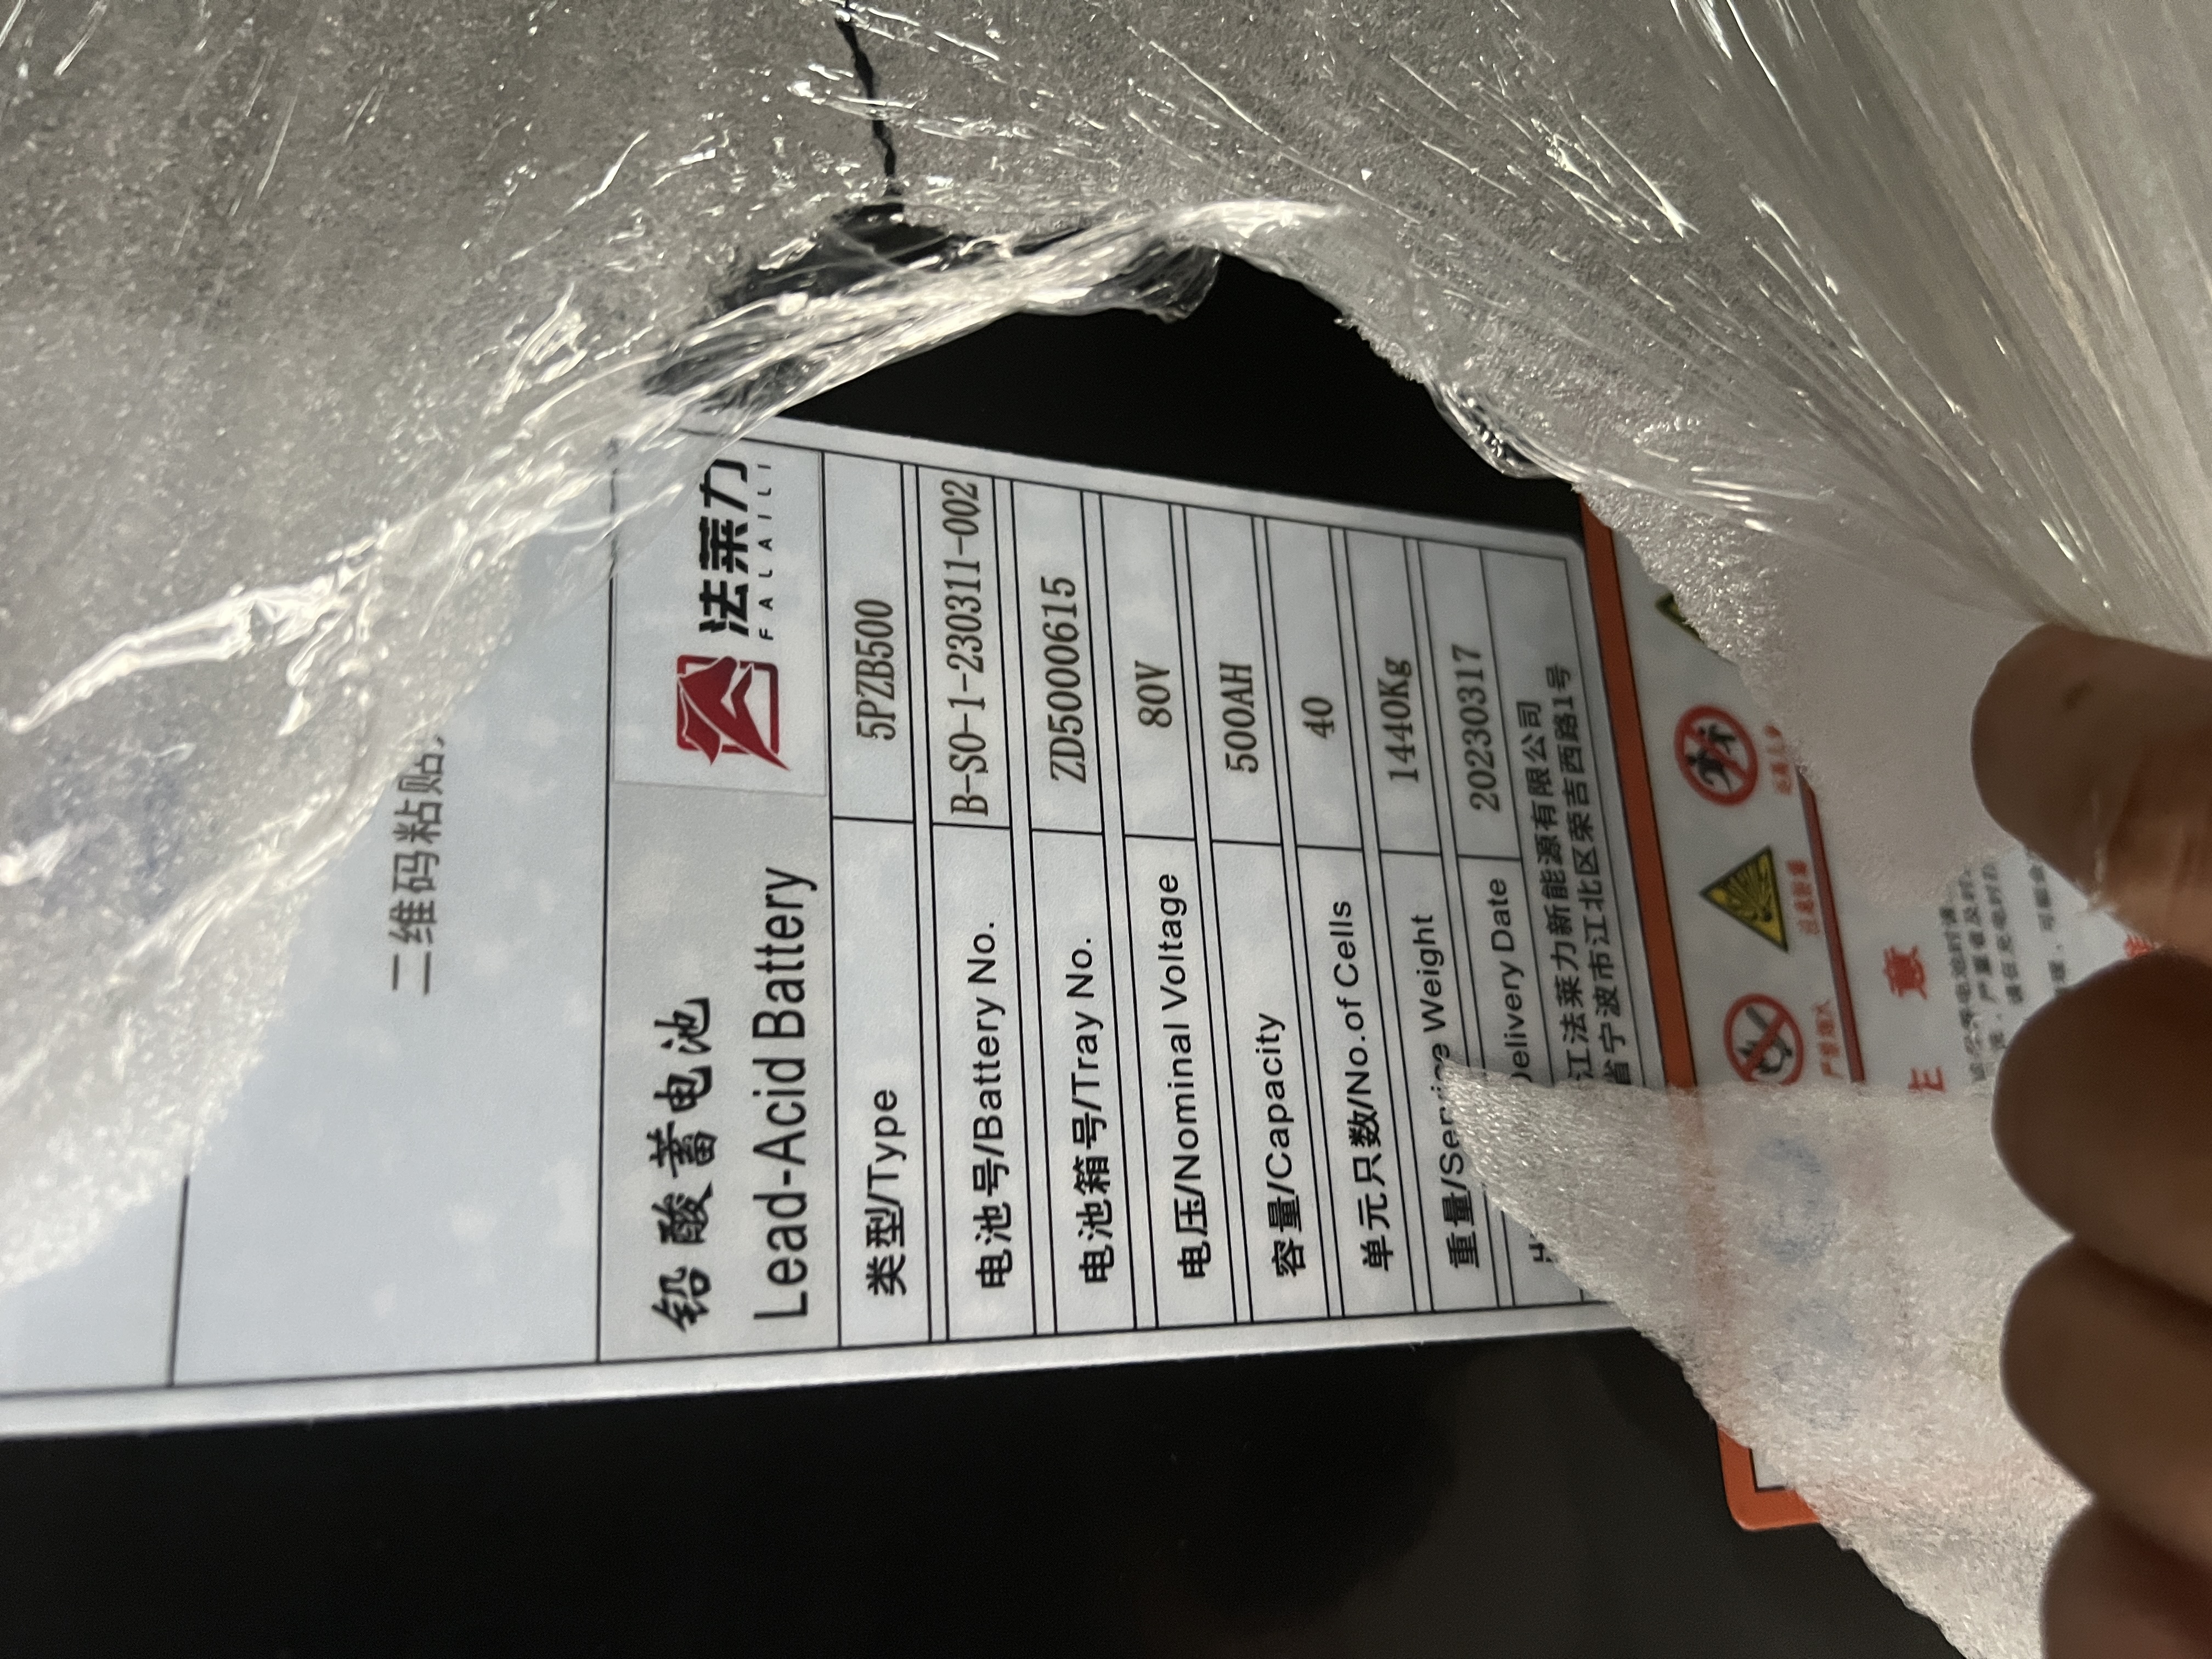 二维码粘贴
铅酸蓄电池
Lead-Acid Battery
法莱力
FALAILI
类型/Type 5PZB500
电池号/Battery No. B-SO-1-230311-002
电池箱号/Tray No. ZD5000615
电压/Nominal Voltage 80V
容量/Capacity 500AH
单元只数/No.of Cells 40
重量/Service Weight 1440Kg
Delivery Date 20230317
江法莱力新能源有限公司
省宁波市江北区荣吉西路1号
意